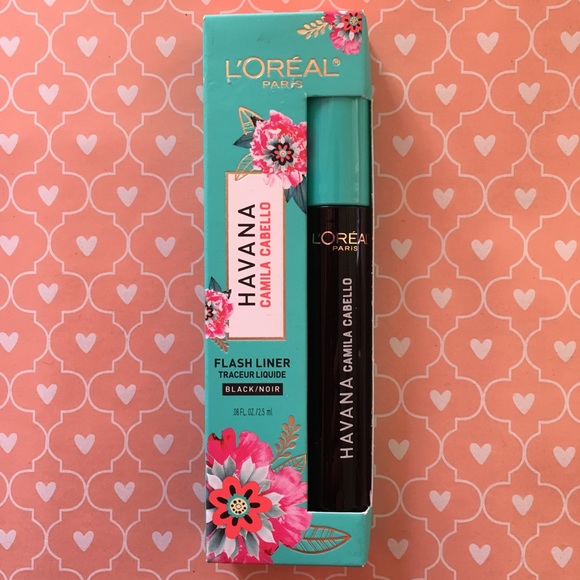 L'ORÉAL®
PARIS
HAVANA
CAMILA CABELLO
FLASH LINER
TRACEUR LIQUIDE
BLACK/NOIR
.08 FL. OZ. / 2.5 ml
L'ORÉAL
PARIS
HAVANA CAMILA CABELLO